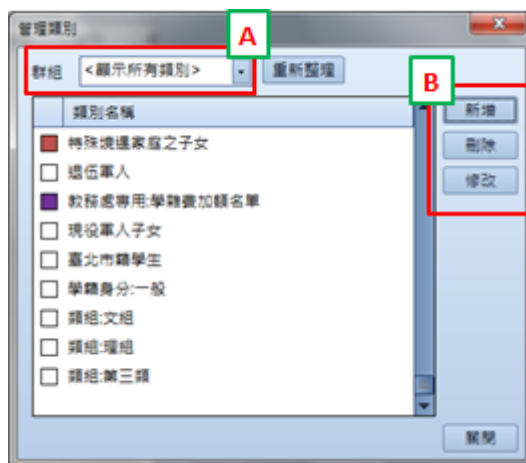 管理類別
A
群組 <顯示所有類別> 重新整理
B
類別名稱
新增
特殊境遇家庭之子女
刪除
退伍軍人
修改
教務處專用:學雜費加額名單
現役軍人子女
臺北市籍學生
學籍身分:一般
類組:文組
類組:理組
類組:第三類
關閉